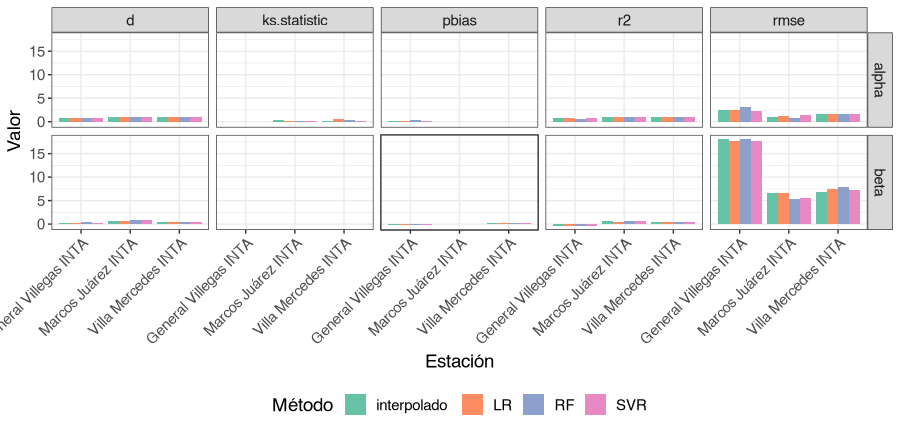 d ks.statistic pbias r2 rmse
15
10
5
0
alpha
Valor
15
10
5
0
beta
neral Villegas INTA Marcos Juárez INTA Villa Mercedes INTA General Villegas INTA Marcos Juárez INTA Villa Mercedes INTA General Villegas INTA Marcos Juárez INTA Villa Mercedes INTA General Villegas INTA Marcos Juárez INTA Villa Mercedes INTA General Villegas INTA Marcos Juárez INTA Villa Mercedes INTA
Estación
Método interpolado LR RF SVR